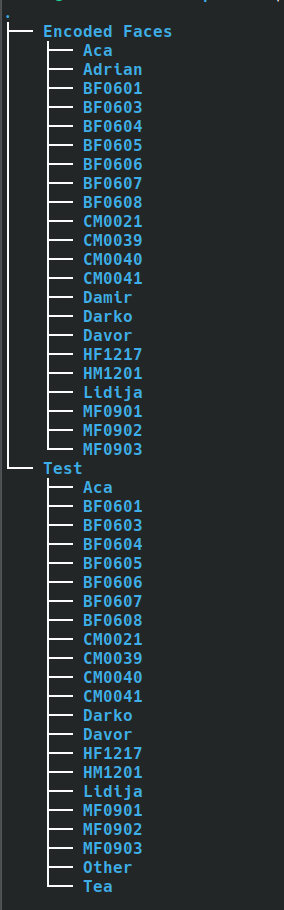 .
Encoded Faces
Aca
Adrian
BF0601
BF0603
BF0604
BF0605
BF0606
BF0607
BF0608
CM0021
CM0039
CM0040
CM0041
Damir
Darko
Davor
HF1217
HM1201
Lidija
MF0901
MF0902
MF0903
Test
Aca
BF0601
BF0603
BF0604
BF0605
BF0606
BF0607
BF0608
CM0021
CM0039
CM0040
CM0041
Darko
Davor
HF1217
HM1201
Lidija
MF0901
MF0902
MF0903
Other
Tea